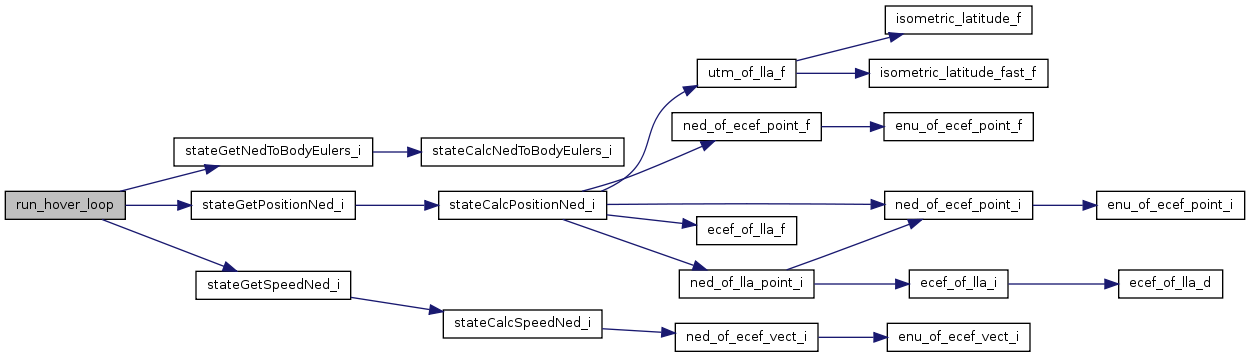 isometric_latitude_f
utm_of_lla_f
isometric_latitude_fast_f
ned_of_ecef_point_f
enu_of_ecef_point_f
stateGetNedToBodyEulers_i
stateCalcNedToBodyEulers_i
run_hover_loop
stateGetPositionNed_i
stateCalcPositionNed_i
ned_of_ecef_point_i
enu_of_ecef_point_i
ecef_of_lla_f
stateGetSpeedNed_i
ned_of_lla_point_i
ecef_of_lla_i
ecef_of_lla_d
stateCalcSpeedNed_i
ned_of_ecef_vect_i
enu_of_ecef_vect_i